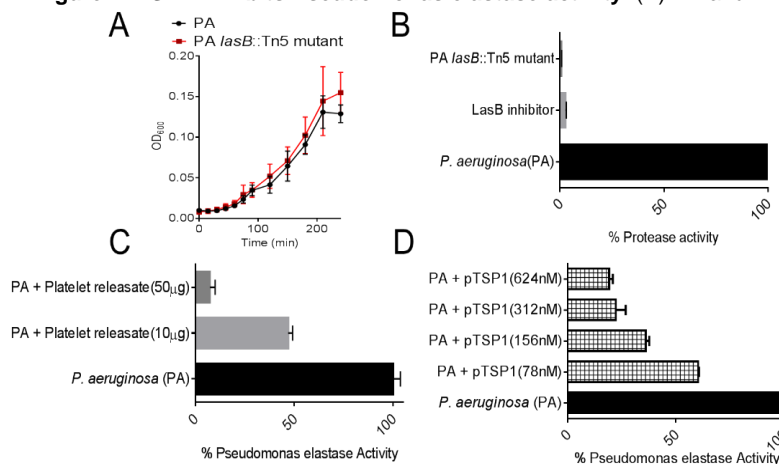 A
PA
PA lasB::Tn5 mutant
0.20
0.15
0.10
0.05
0.00
OD600
0
100
200
Time (min)
B
PA lasB::Tn5 mutant
LasB inhibitor
P. aeruginosa(PA)
0
50
100
% Protease activity
C
PA + Platelet releasate(50µg)
PA + Platelet releasate(10µg)
P. aeruginosa (PA)
0
50
100
% Pseudomonas elastase Activity
D
PA + pTSP1(624nM)
PA + pTSP1(312nM)
PA + pTSP1(156nM)
PA + pTSP1(78nM)
P. aeruginosa (PA)
0
50
% Pseudomonas elastase Activity